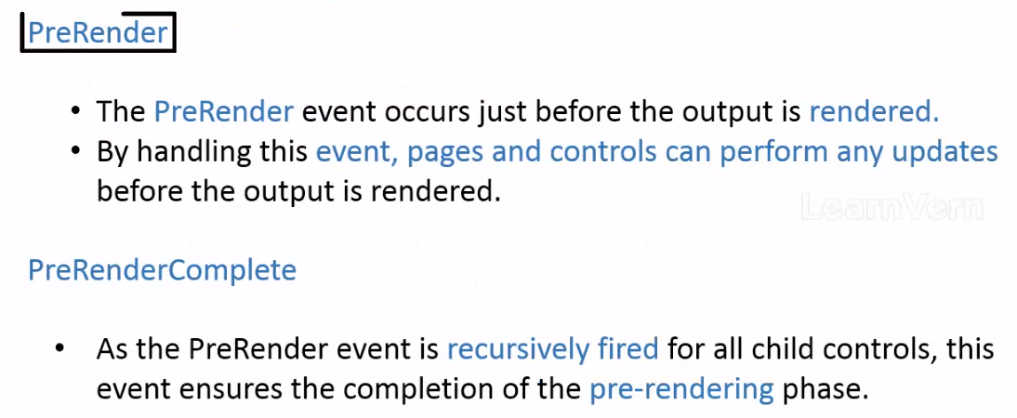 PreRender
• The PreRender event occurs just before the output is rendered.
• By handling this event, pages and controls can perform any updates
before the output is rendered.
LearnVern
PreRenderComplete
• As the PreRender event is recursively fired for all child controls, this
event ensures the completion of the pre-rendering phase.